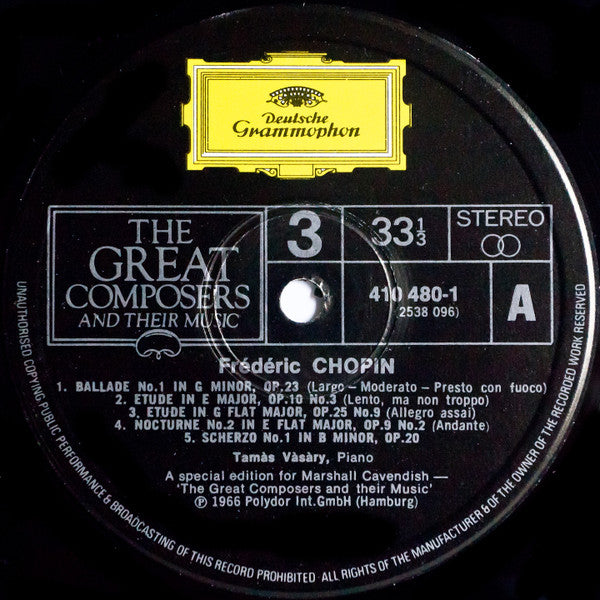 Deutsche
Grammophon
THE
GREAT
COMPOSERS
AND THEIR MUSIC
3
33⅓
STEREO
410 480-1
(2538 096)
A
Frédéric CHOPIN
1. BALLADE No.1 IN G MINOR, OP.23 (Largo – Moderato – Presto con fuoco)
2. ETUDE IN E MAJOR, OP.10 No.3 (Lento, ma non troppo)
3. ETUDE IN G FLAT MAJOR, OP.25 No.9 (Allegro assai)
4. NOCTURNE No.2 IN E FLAT MAJOR, OP.9 No.2 (Andante)
5. SCHERZO No.1 IN B MINOR, OP.20
Tamàs Vàsàry, Piano
A special edition for Marshall Cavendish —
'The Great Composers and their Music'
℗ 1966 Polydor Int.GmbH (Hamburg)
UNAUTHORISED COPYING PUBLIC PERFORMANCE & BROADCASTING OF THIS RECORD PROHIBITED · ALL RIGHTS OF THE MANUFACTURER & OF THE OWNER OF THE RECORDED WORK RESERVED